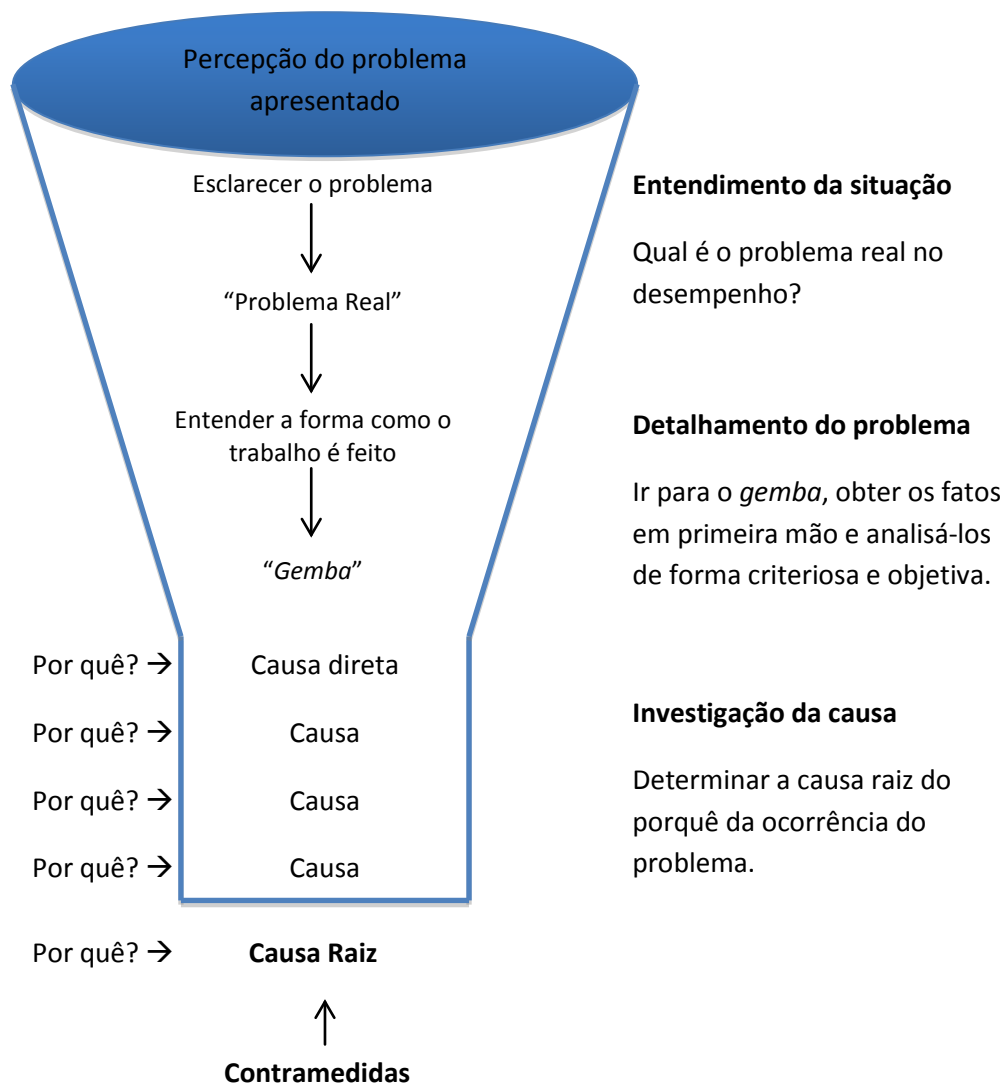 Percepção do problema
apresentado
Esclarecer o problema
“Problema Real”
Entender a forma como o
trabalho é feito
“Gemba”
Entendimento da situação
Qual é o problema real no
desempenho?
Detalhamento do problema
Ir para o gemba, obter os fatos
em primeira mão e analisá-los
de forma criteriosa e objetiva.
Por quê? → Causa direta
Por quê? → Causa
Por quê? → Causa
Por quê? → Causa
Investigação da causa
Determinar a causa raiz do
porquê da ocorrência do
problema.
Por quê? → Causa Raiz
Contramedidas